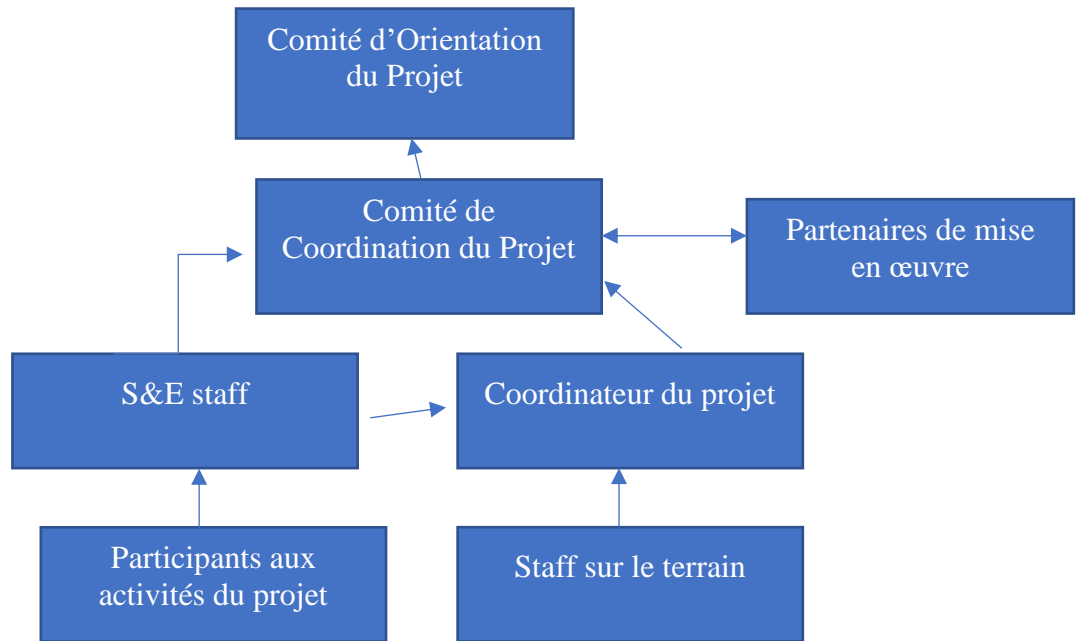 Comité d’Orientation
du Projet
Comité de
Coordination du Projet
Partenaires de mise
en œuvre
S&E staff
Coordinateur du projet
Participants aux
activités du projet
Staff sur le terrain